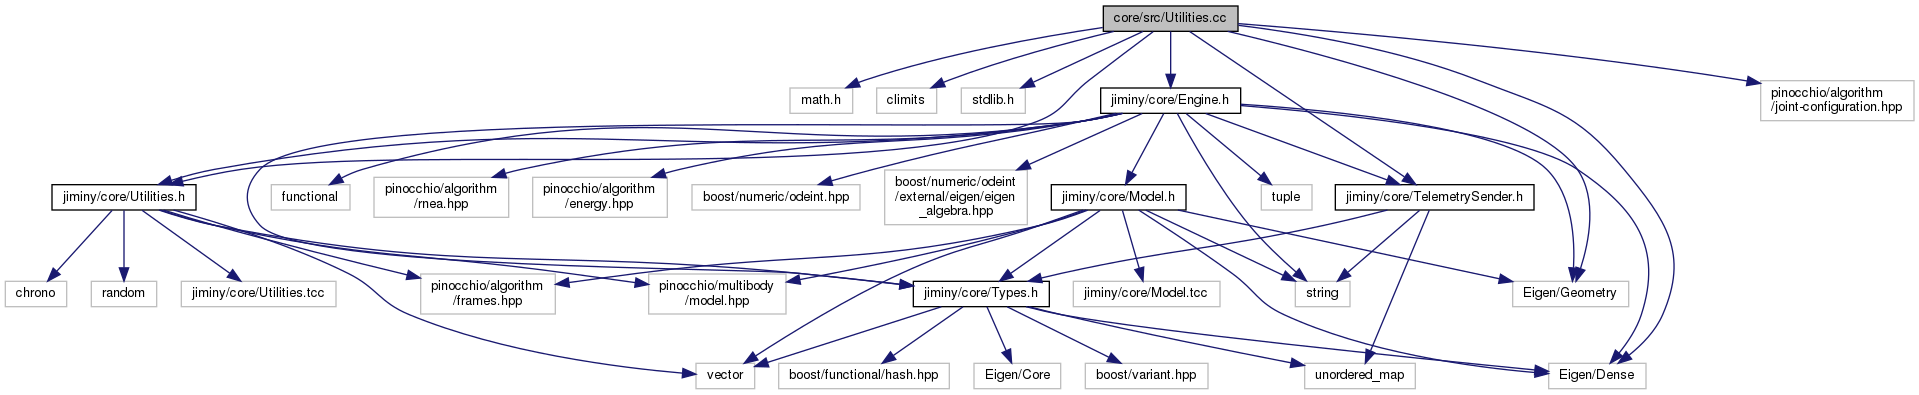 core/src/Utilities.cc
math.h
climits
stdlib.h
jiminy/core/Engine.h
pinocchio/algorithm
/joint-configuration.hpp
jiminy/core/Utilities.h
functional
pinocchio/algorithm
/rnea.hpp
pinocchio/algorithm
/energy.hpp
boost/numeric/odeint.hpp
boost/numeric/odeint
/external/eigen/eigen
_algebra.hpp
jiminy/core/Model.h
tuple
jiminy/core/TelemetrySender.h
chrono
random
jiminy/core/Utilities.tcc
pinocchio/algorithm
/frames.hpp
pinocchio/multibody
/model.hpp
jiminy/core/Types.h
jiminy/core/Model.tcc
string
Eigen/Geometry
vector
boost/functional/hash.hpp
Eigen/Core
boost/variant.hpp
unordered_map
Eigen/Dense